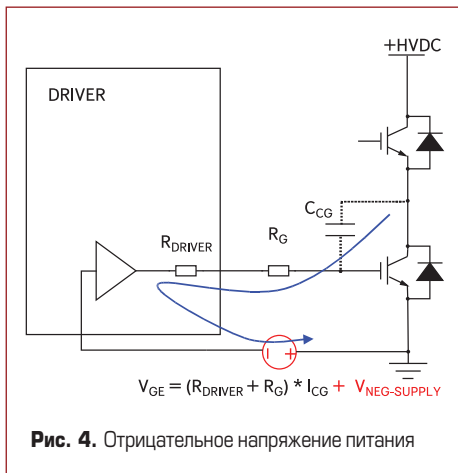 +HVDC
DRIVER
C_CG
R_DRIVER
R_G
- +
V_GE = (R_DRIVER + R_G) * I_CG + V_NEG-SUPPLY
Рис. 4. Отрицательное напряжение питания